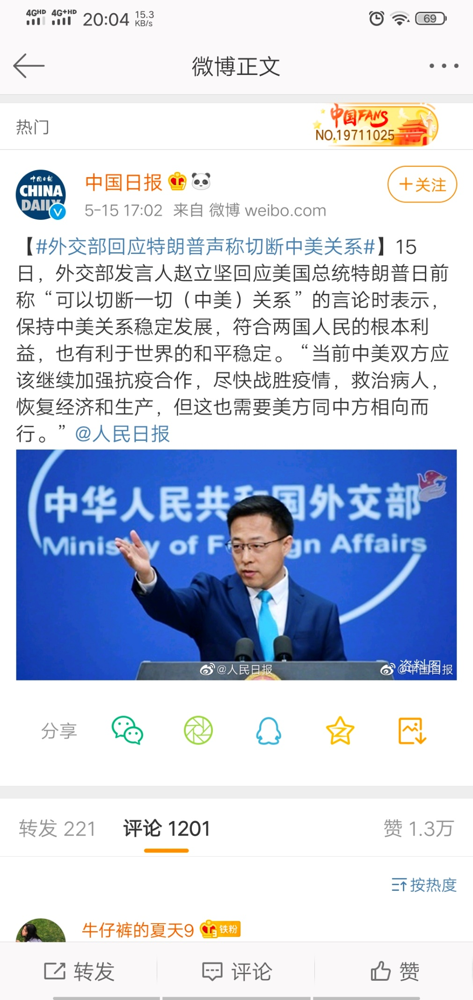 4GHD 4G+HD 20:04 15.3 KB/s 69
微博正文
热门
中国FANS
NO.19711025
中国日报
CHINA
DAILY
中国日报
+关注
5-15 17:02 来自 微博 weibo.com
【#外交部回应特朗普声称切断中美关系#】15
日，外交部发言人赵立坚回应美国总统特朗普日前
称“可以切断一切（中美）关系”的言论时表示，
保持中美关系稳定发展，符合两国人民的根本利
益，也有利于世界的和平稳定。“当前中美双方应
该继续加强抗疫合作，尽快战胜疫情，救治病人，
恢复经济和生产，但这也需要美方同中方相向而
行。”@人民日报
中华人民共和国外交部
Ministry of Foreign Affairs
资料图
@人民日报
@中国日报
分享
转发 221 评论 1201 赞 1.3万
按热度
牛仔裤的夏天9 3 铁粉
转发 评论 赞